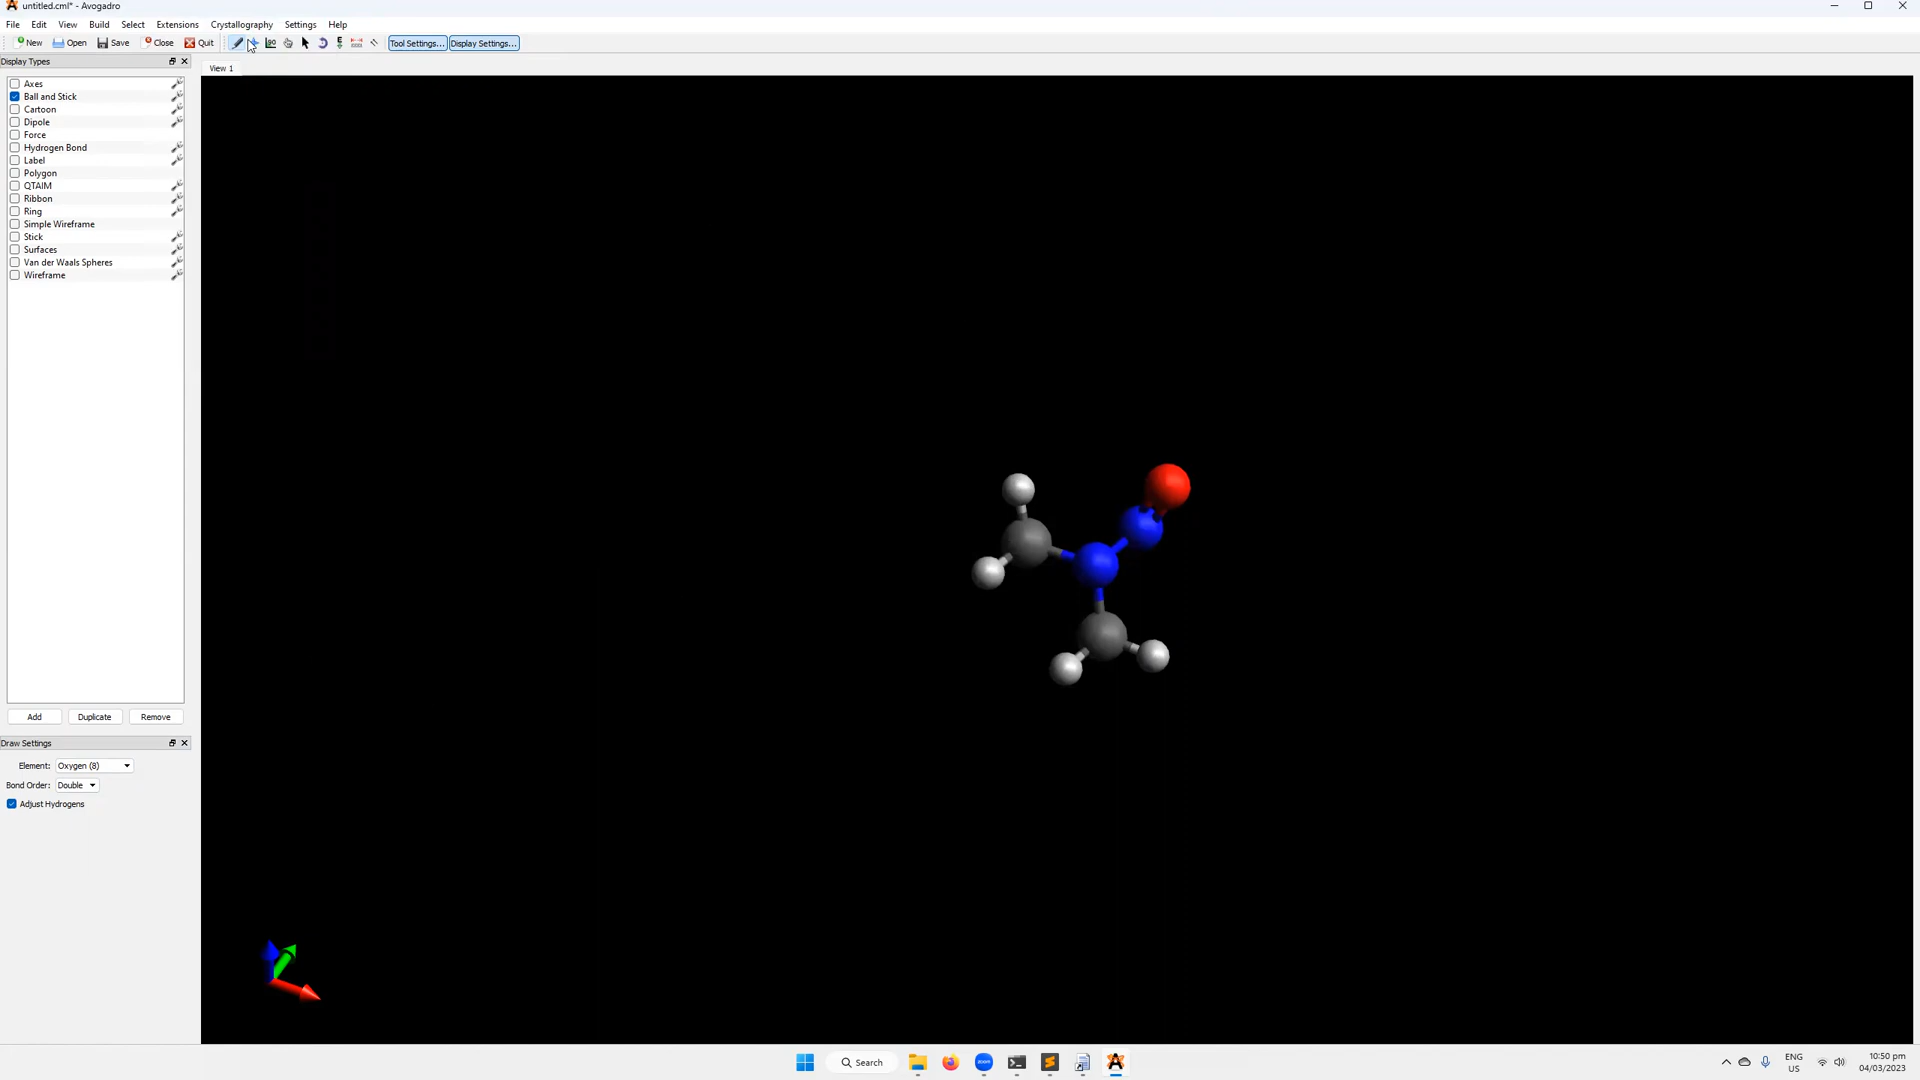 untitled.cml* - Avogadro
File Edit View Build Select Extensions Crystallography Settings Help
New Open Save Close Quit Tool Settings... Display Settings...
Display Types
View 1
Axes
Ball and Stick
Cartoon
Dipole
Force
Hydrogen Bond
Label
Polygon
QTAIM
Ribbon
Ring
Simple Wireframe
Stick
Surfaces
Van der Waals Spheres
Wireframe
Add Duplicate Remove
Draw Settings
Element: Oxygen (8)
Bond Order: Double
Adjust Hydrogens
Search
ENG
US
10:50 pm
04/03/2023